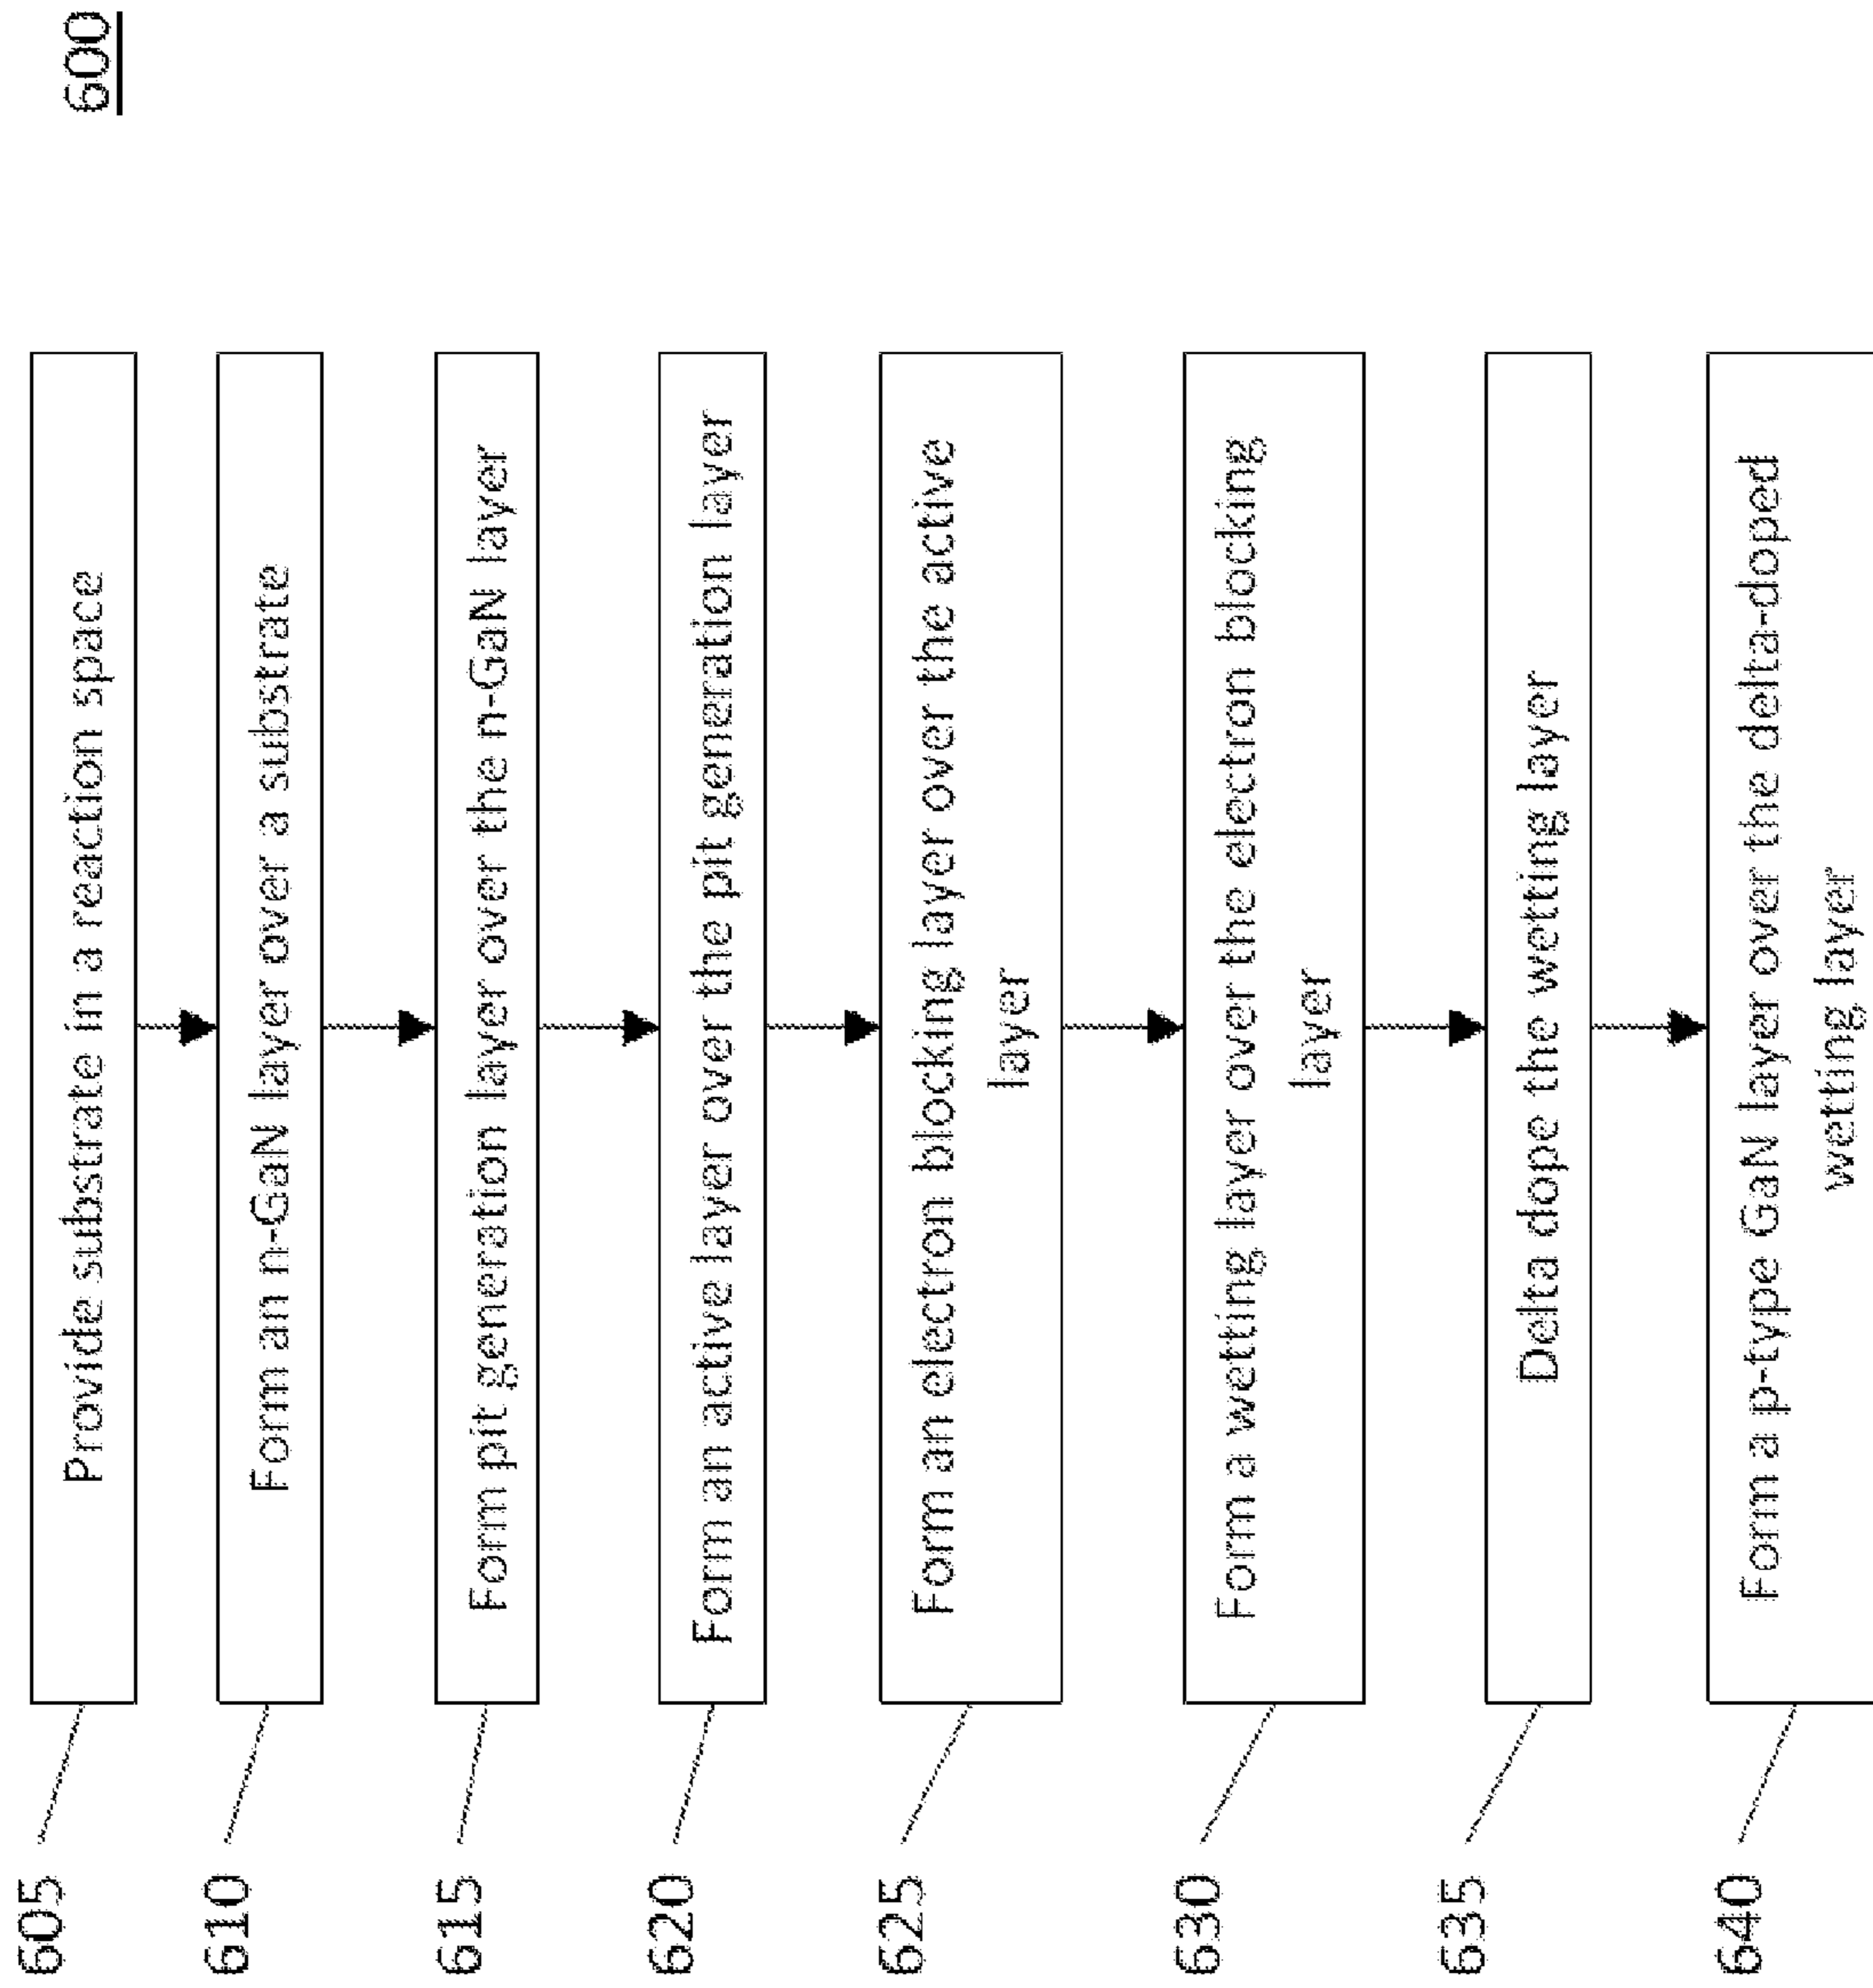 600
605
Provide substrate in a reaction space
610
Form an n-GaN layer over a substrate
615
Form pit generation layer over the n-GaN layer
620
Form an active layer over the pit generation layer
625
Form an electron blocking layer over the active
layer
630
Form a wetting layer over the electron blocking
layer
635
Delta dope the wetting layer
640
Form a p-type GaN layer over the delta-doped
wetting layer